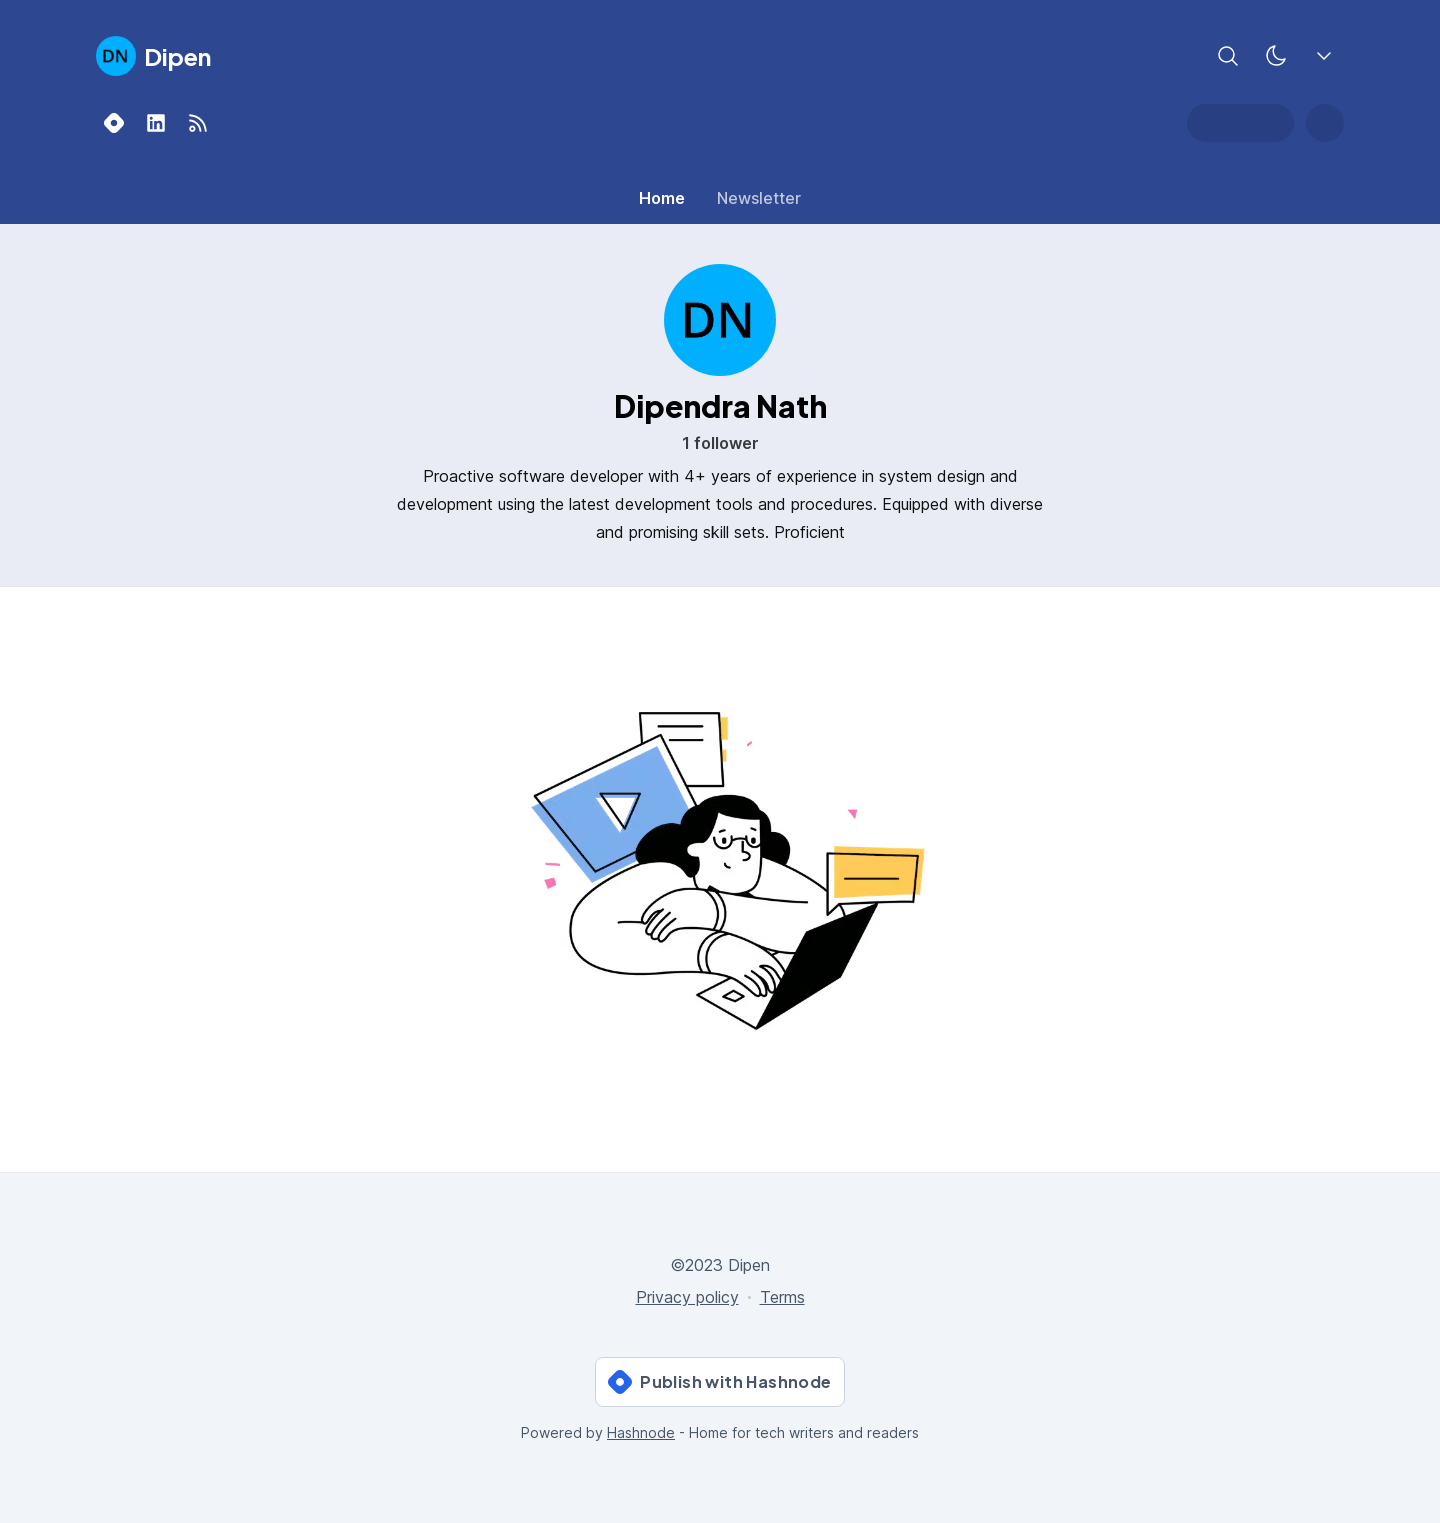 DN Dipen
in
Home Newsletter
DN
Dipendra Nath
1 follower
Proactive software developer with 4+ years of experience in system design and
development using the latest development tools and procedures. Equipped with diverse
and promising skill sets. Proficient
©2023 Dipen
Privacy policy · Terms
Publish with Hashnode
Powered by Hashnode - Home for tech writers and readers